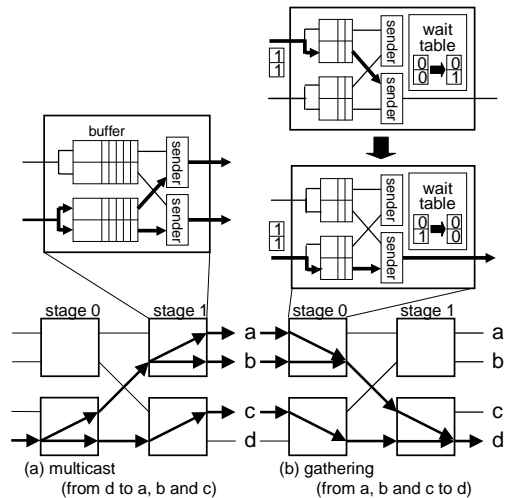 wait
table
1
1
sender
sender
0
0
0
1
buffer
sender
sender
wait
table
1
1
sender
sender
0
1
0
0
stage 0
stage 1
stage 0
stage 1
a
a
b
b
c
c
d
d
(a) multicast
(from d to a, b and c)
(b) gathering
(from a, b and c to d)